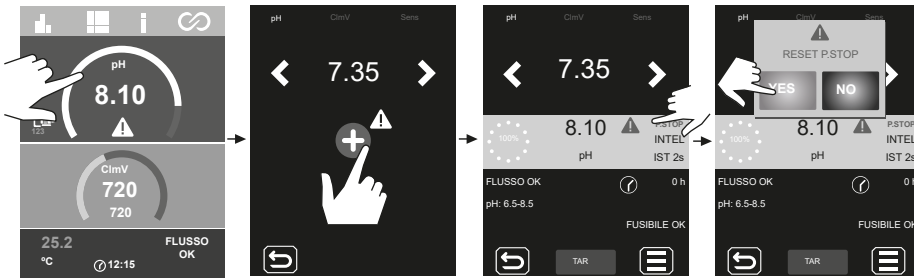 pH
8.10
123
ClmV
720
720
25.2
ºC
12:15
FLUSSO
OK
pH ClmV Sens
7.35
pH ClmV Sens
7.35
100%
8.10
pH
P.STOP
INTEL
IST 2s
FLUSSO OK 0 h
pH: 6.5-8.5
FUSIBILE OK
TAR
pH Sens
RESET P.STOP
YES NO
100%
8.10
pH
P.STOP
INTEL
IST 2s
FLUSSO OK 0 h
pH: 6.5-8.5
FUSIBILE OK
TAR